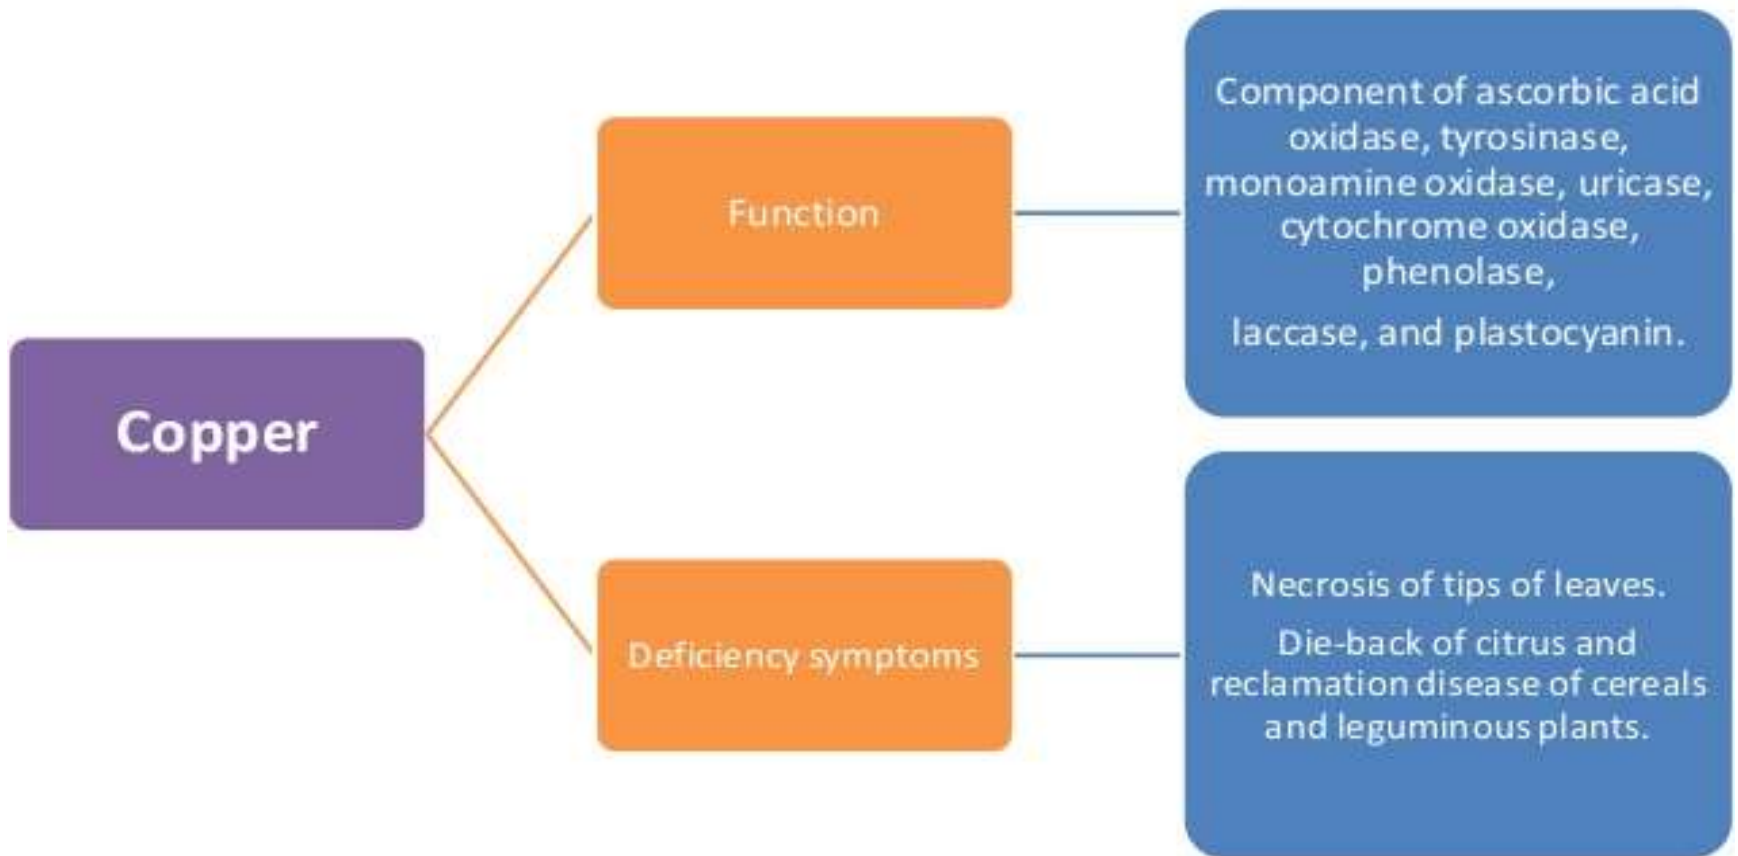 Copper
Function
Component of ascorbic acid
oxidase, tyrosinase,
monoamine oxidase, uricase,
cytochrome oxidase,
phenolase,
laccase, and plastocyanin.
Deficiency symptoms
Necrosis of tips of leaves.
Die-back of citrus and
reclamation disease of cereals
and leguminous plants.